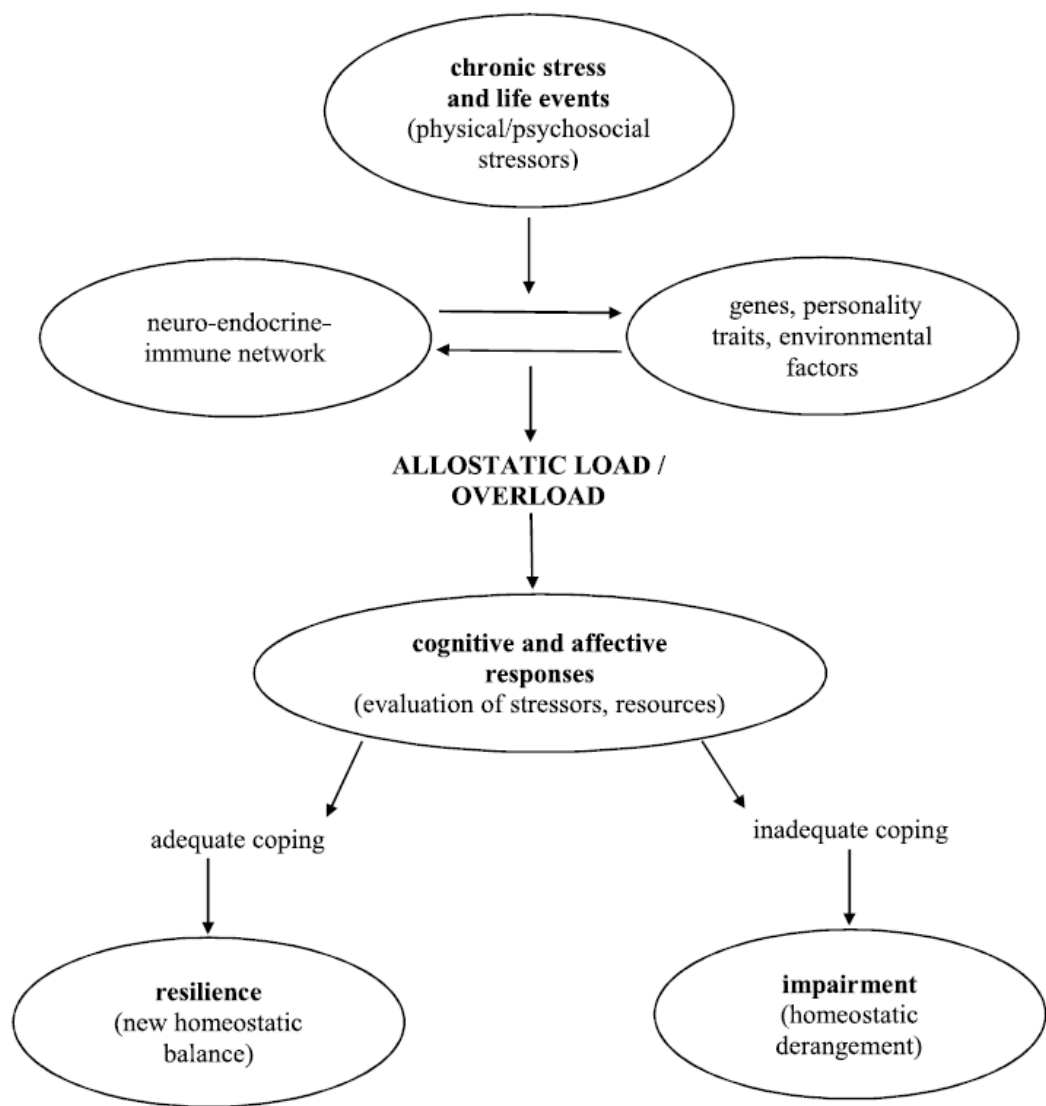 chronic stress
and life events
(physical/psychosocial
stressors)
neuro-endocrine-
immune network
genes, personality
traits, environmental
factors
ALLOSTATIC LOAD /
OVERLOAD
cognitive and affective
responses
(evaluation of stressors, resources)
adequate coping
inadequate coping
resilience
(new homeostatic
balance)
impairment
(homeostatic
derangement)